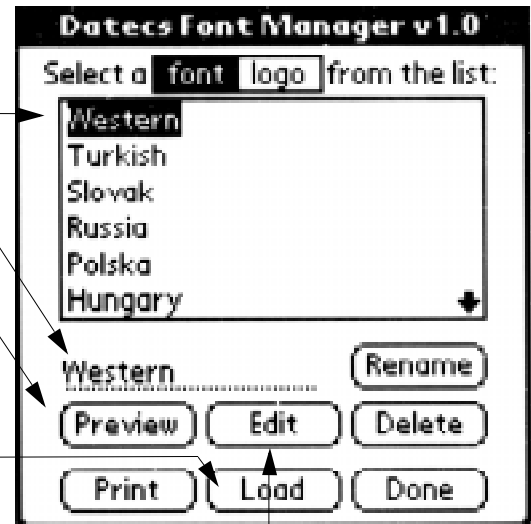 Datecs Font Manager v1.0
Select a font logo from the list:
Western
Turkish
Slovak
Russia
Polska
Hungary
Western Rename
Preview Edit Delete
Print Load Done